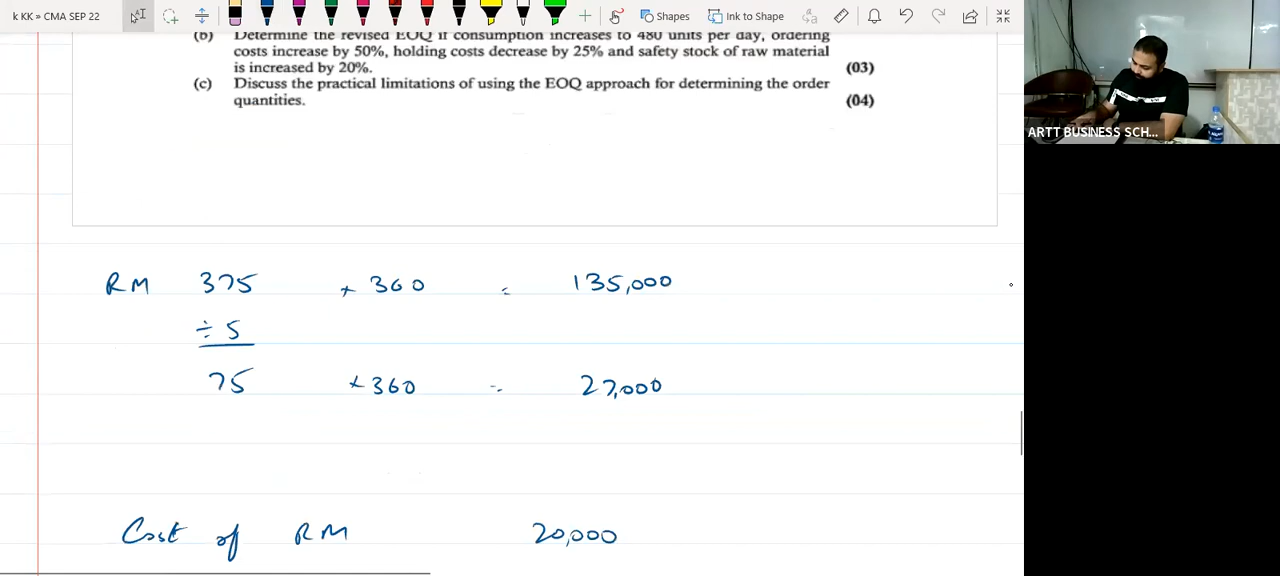 k KK » CMA SEP 22
Shapes
Ink to Shape
(b) Determine the revised EOQ if consumption increases to 480 units per day, ordering
costs increase by 50%, holding costs decrease by 25% and safety stock of raw material
is increased by 20%. (03)
(c) Discuss the practical limitations of using the EOQ approach for determining the order
quantities. (04)
ARTT BUSINESS SCH...
RM 375 × 360 = 135,000
÷ 5
75 × 360 = 27,000
Cost of RM 20,000